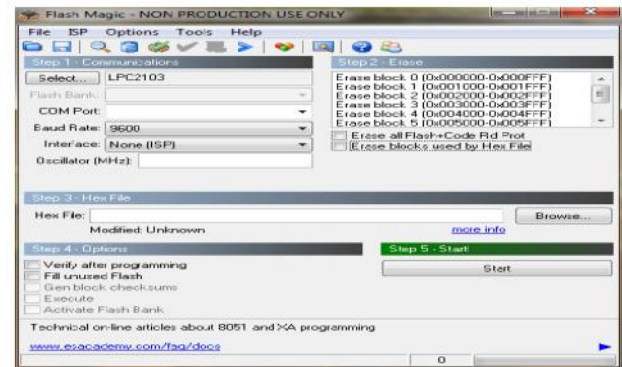 Flash Magic - NON PRODUCTION USE ONLY
File ISP Options Tools Help
Step 1 - Communications
Select... LPC2103
Flash Bank:
COM Port:
Baud Rate: 9600
Interface: None (ISP)
Oscillator (MHz):
Step 2 - Erase
Erase block 0 (0x000000-0x000FFF)
Erase block 1 (0x001000-0x001FFF)
Erase block 2 (0x002000-0x002FFF)
Erase block 3 (0x003000-0x003FFF)
Erase block 4 (0x004000-0x004FFF)
Erase block 5 (0x005000-0x005FFF)
Erase all Flash+Code Rd Prot
Erase blocks used by Hex File
Step 3 - Hex File
Hex File: Browse...
Modified: Unknown more info
Step 4 - Options
Verify after programming
Fill unused Flash
Gen block checksums
Execute
Activate Flash Bank
Step 5 - Start!
Start
Technical on-line articles about 8051 and XA programming
www.esacademy.com/faq/docs
0